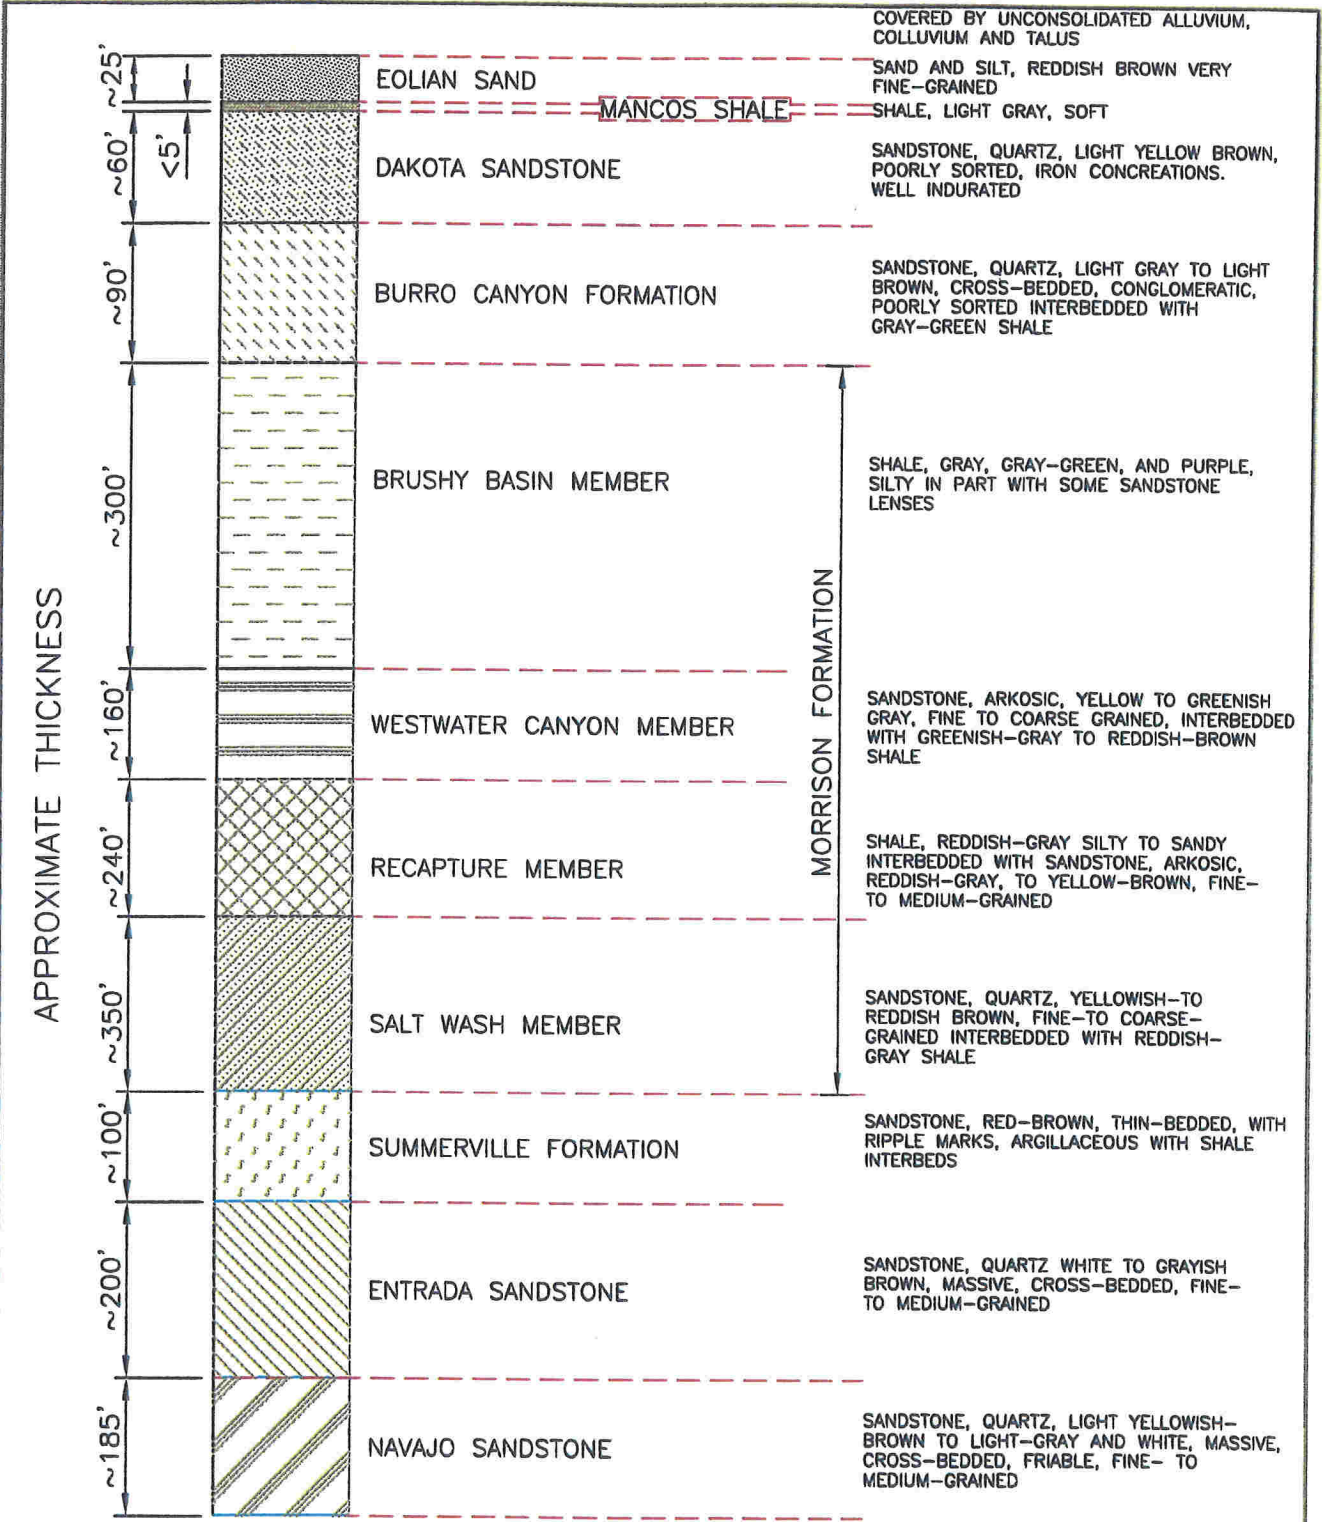 COVERED BY UNCONSOLIDATED ALLUVIUM,
COLLUVIUM AND TALUS
~25'
EOLIAN SAND
SAND AND SILT, REDDISH BROWN VERY
FINE-GRAINED
<5'
MANCOS SHALE
SHALE, LIGHT GRAY, SOFT
~60'
DAKOTA SANDSTONE
SANDSTONE, QUARTZ, LIGHT YELLOW BROWN,
POORLY SORTED, IRON CONCREATIONS.
WELL INDURATED
~90'
BURRO CANYON FORMATION
SANDSTONE, QUARTZ, LIGHT GRAY TO LIGHT
BROWN, CROSS-BEDDED, CONGLOMERATIC,
POORLY SORTED INTERBEDDED WITH
GRAY-GREEN SHALE
~300'
BRUSHY BASIN MEMBER
SHALE, GRAY, GRAY-GREEN, AND PURPLE,
SILTY IN PART WITH SOME SANDSTONE
LENSES
APPROXIMATE THICKNESS
MORRISON FORMATION
~160'
WESTWATER CANYON MEMBER
SANDSTONE, ARKOSIC, YELLOW TO GREENISH
GRAY, FINE TO COARSE GRAINED, INTERBEDDED
WITH GREENISH-GRAY TO REDDISH-BROWN
SHALE
~240'
RECAPTURE MEMBER
SHALE, REDDISH-GRAY SILTY TO SANDY
INTERBEDDED WITH SANDSTONE, ARKOSIC,
REDDISH-GRAY, TO YELLOW-BROWN, FINE-
TO MEDIUM-GRAINED
~350'
SALT WASH MEMBER
SANDSTONE, QUARTZ, YELLOWISH-TO
REDDISH BROWN, FINE-TO COARSE-
GRAINED INTERBEDDED WITH REDDISH-
GRAY SHALE
~100'
SUMMERVILLE FORMATION
SANDSTONE, RED-BROWN, THIN-BEDDED, WITH
RIPPLE MARKS, ARGILLACEOUS WITH SHALE
INTERBEDS
~200'
ENTRADA SANDSTONE
SANDSTONE, QUARTZ WHITE TO GRAYISH
BROWN, MASSIVE, CROSS-BEDDED, FINE-
TO MEDIUM-GRAINED
~185'
NAVAJO SANDSTONE
SANDSTONE, QUARTZ, LIGHT YELLOWISH-
BROWN TO LIGHT-GRAY AND WHITE, MASSIVE,
CROSS-BEDDED, FRIABLE, FINE- TO
MEDIUM-GRAINED